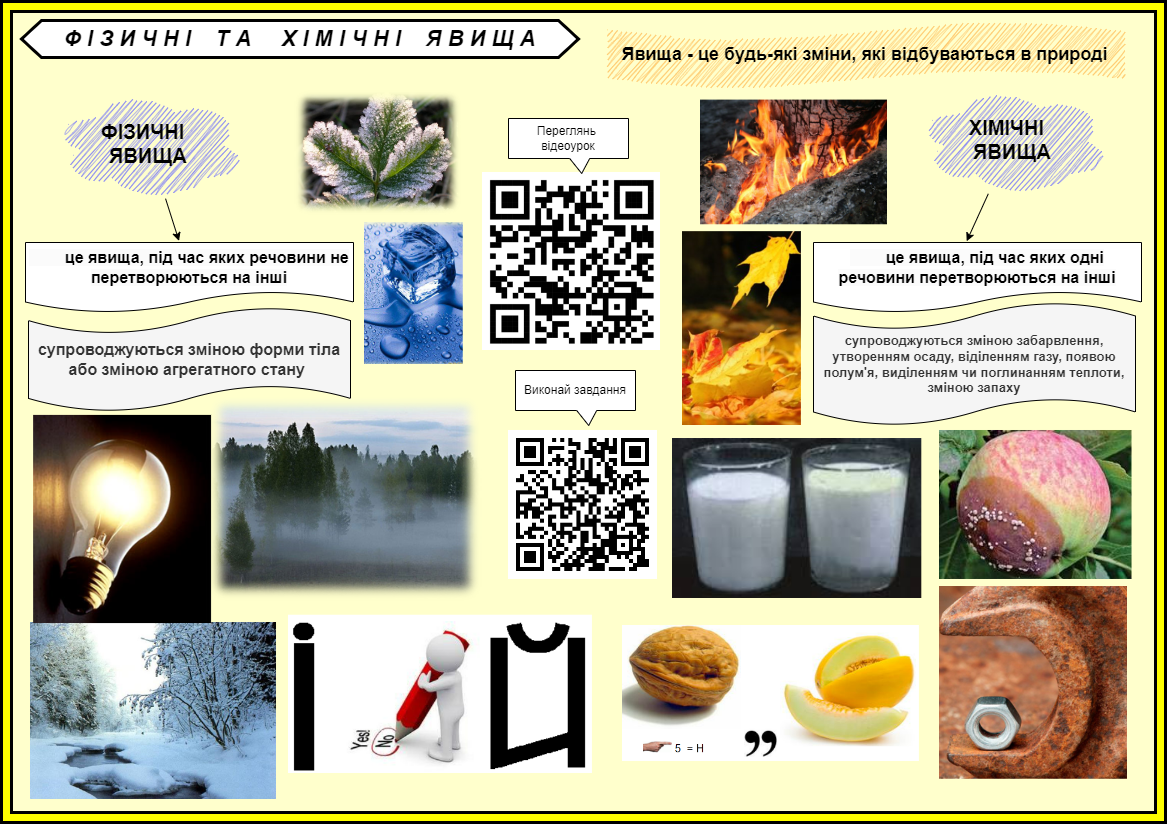 ФІЗИЧНІ ТА ХІМІЧНІ ЯВИЩА
Явища - це будь-які зміни, які відбуваються в природі
ФІЗИЧНІ
ЯВИЩА
це явища, під час яких речовини не
перетворюються на інші
супроводжуються зміною форми тіла
або зміною агрегатного стану
Переглянь
відеоурок
Виконай завдання
ХІМІЧНІ
ЯВИЩА
це явища, під час яких одні
речовини перетворюються на інші
супроводжуються зміною забарвлення,
утворенням осаду, віділенням газу, появою
полум'я, виділенням чи поглинанням теплоти,
зміною запаху
і
Yes!
No
Й
5 = Н
,,